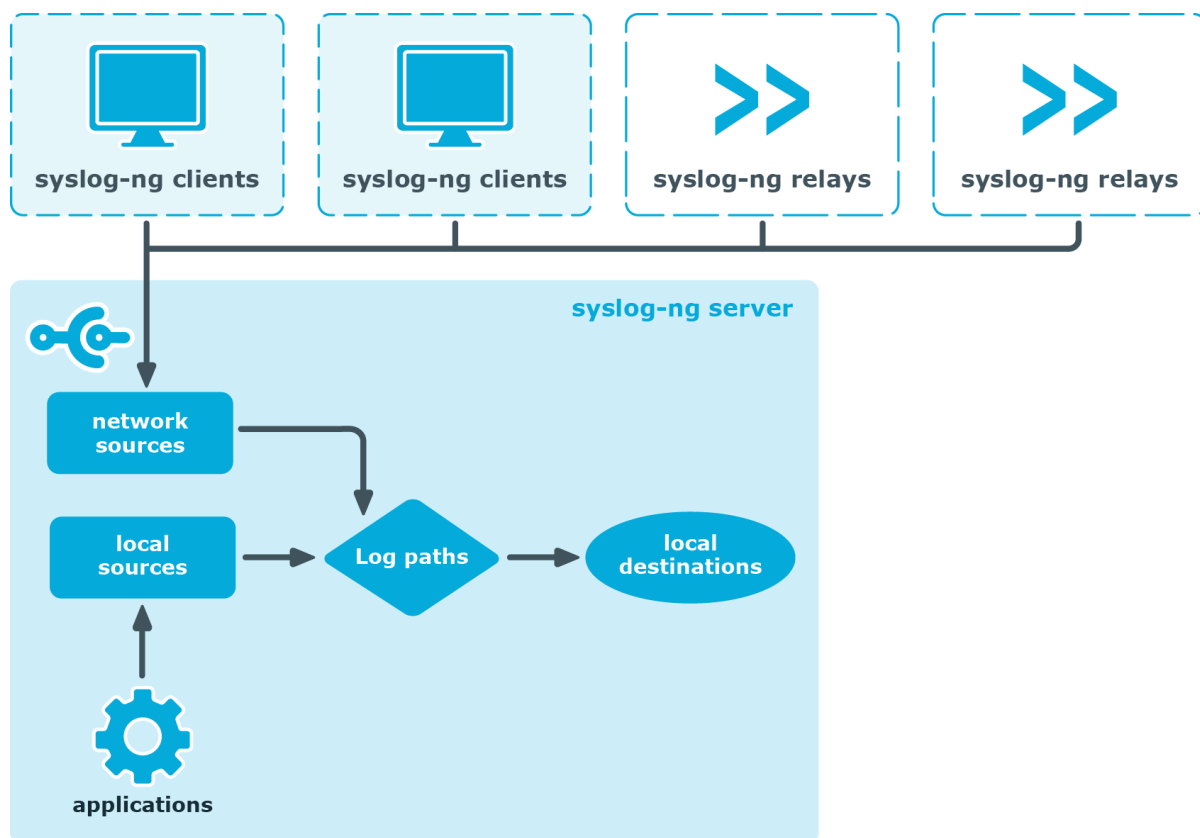 syslog-ng clients
syslog-ng clients
syslog-ng relays
syslog-ng relays
syslog-ng server
network
sources
local
sources
Log paths
local
destinations
applications